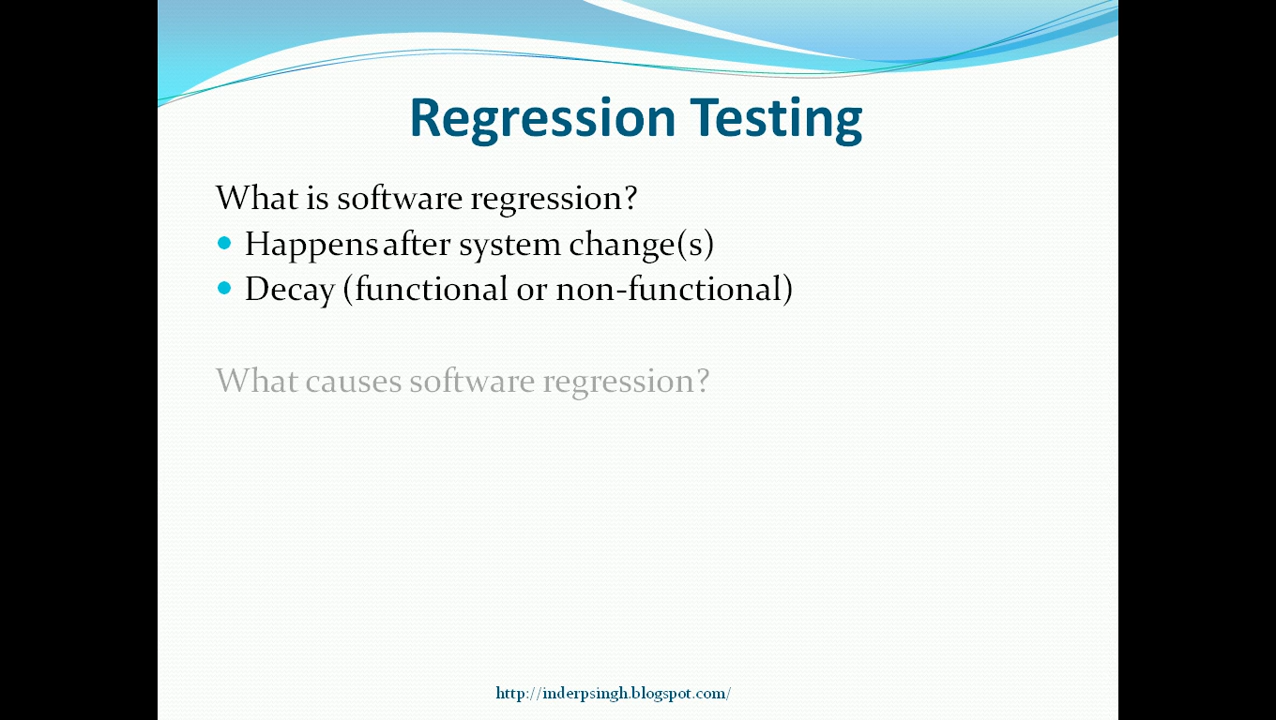 Regression Testing
What is software regression?
• Happens after system change(s)
• Decay (functional or non-functional)
What causes software regression?
http://inderpsingh.blogspot.com/